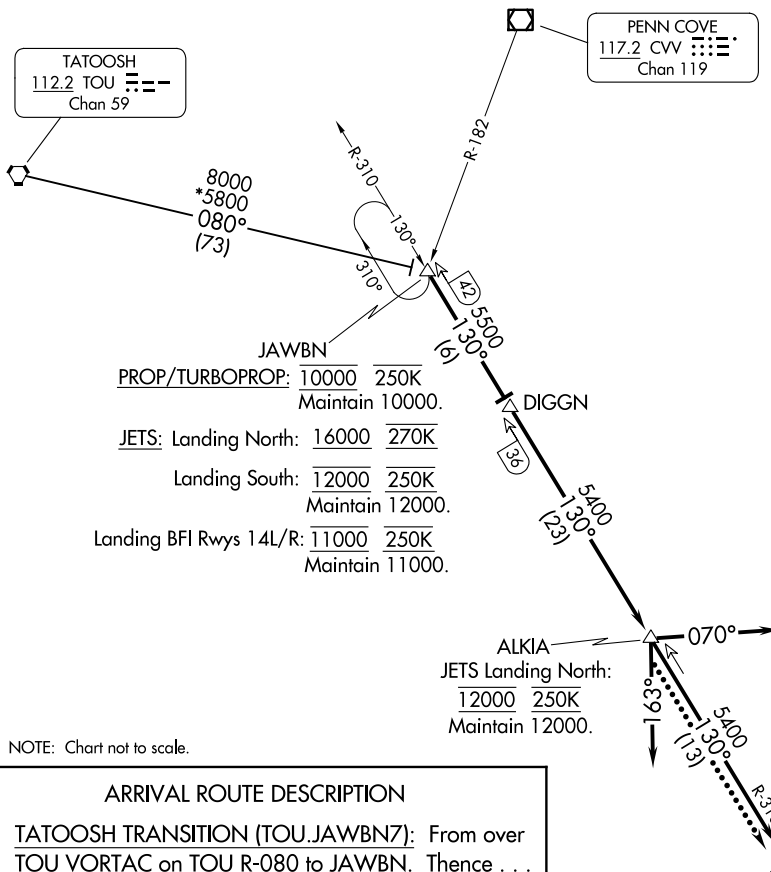 TATOOSH
112.2 TOU
Chan 59
PENN COVE
117.2 CVV
Chan 119
R-182
R-310
130°
310°
8000
*5800
080°
(73)
42
5500
130°
(6)
JAWBN
PROP/TURBOPROP: 10000 250K
Maintain 10000.
JETS: Landing North: 16000 270K
Landing South: 12000 250K
Maintain 12000.
Landing BFI Rwys 14L/R: 11000 250K
Maintain 11000.
DIGGN
36
5400
130°
(23)
ALKIA
JETS Landing North:
12000 250K
Maintain 12000.
070°
163°
5400
130°
(13)
NOTE: Chart not to scale.
ARRIVAL ROUTE DESCRIPTION
TATOOSH TRANSITION (TOU.JAWBN7): From over
TOU VORTAC on TOU R-080 to JAWBN. Thence . . .